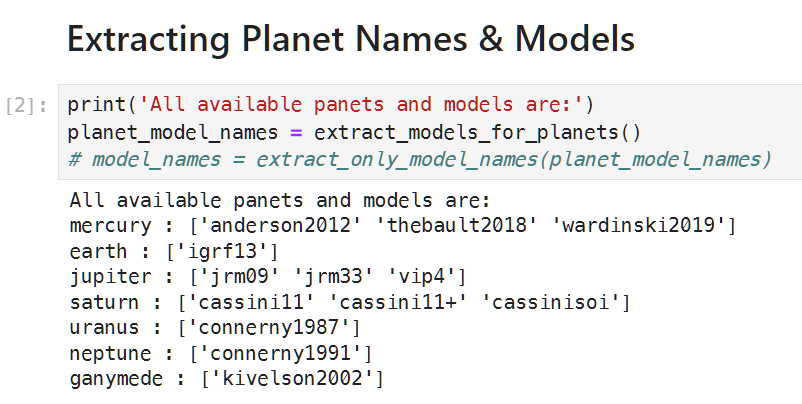 Extracting Planet Names & Models
[2]: print('All available panets and models are:')
planet_model_names = extract_models_for_planets()
# model_names = extract_only_model_names(planet_model_names)
All available panets and models are:
mercury : ['anderson2012' 'thebault2018' 'wardinski2019']
earth : ['igrf13']
jupiter : ['jrm09' 'jrm33' 'vip4']
saturn : ['cassini11' 'cassini11+' 'cassinisoi']
uranus : ['connerny1987']
neptune : ['connerny1991']
ganymede : ['kivelson2002']